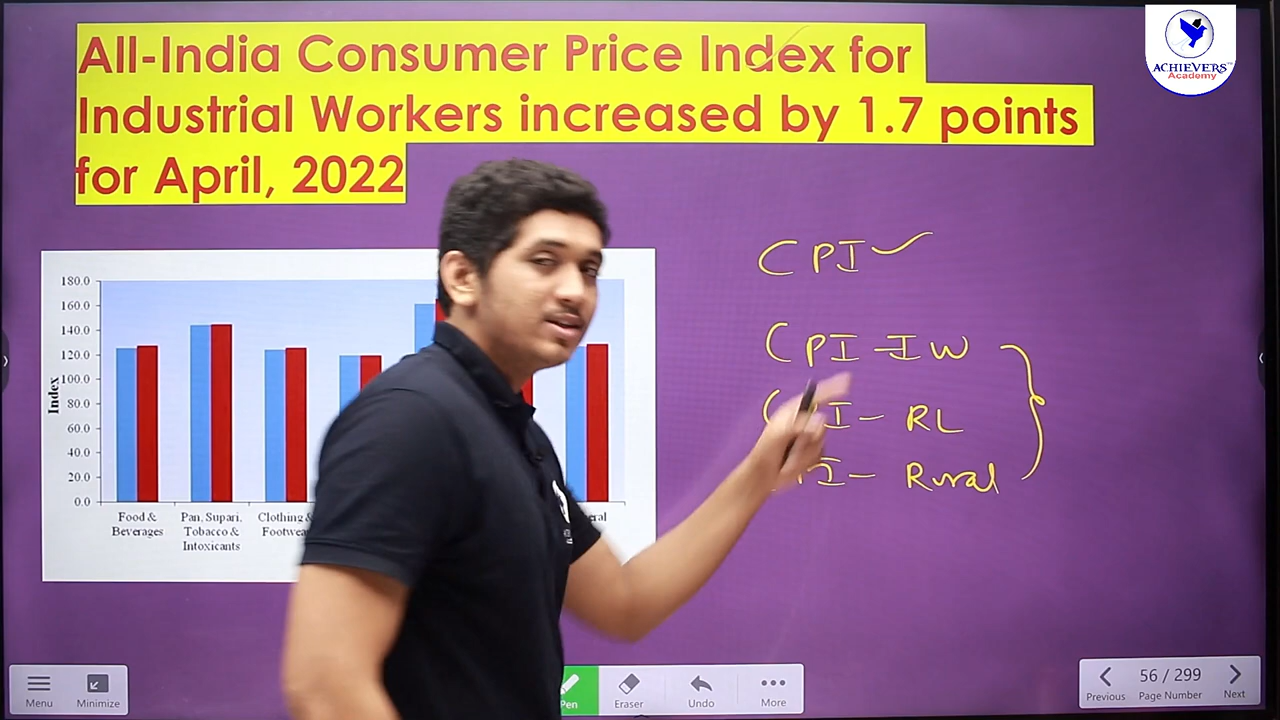 All-India Consumer Price Index for
Industrial Workers increased by 1.7 points
for April, 2022
ACHIEVERS™
Academy
CPI
CPI-IW
I- RL
I- Rural
180.0
160.0
140.0
120.0
100.0
80.0
60.0
40.0
20.0
0.0
Index
Food &
Beverages
Pan, Supari,
Tobacco &
Intoxicants
Clothing &
Menu
Minimize
Pen
Eraser
Undo
More
Previous
56 / 299
Page Number
Next